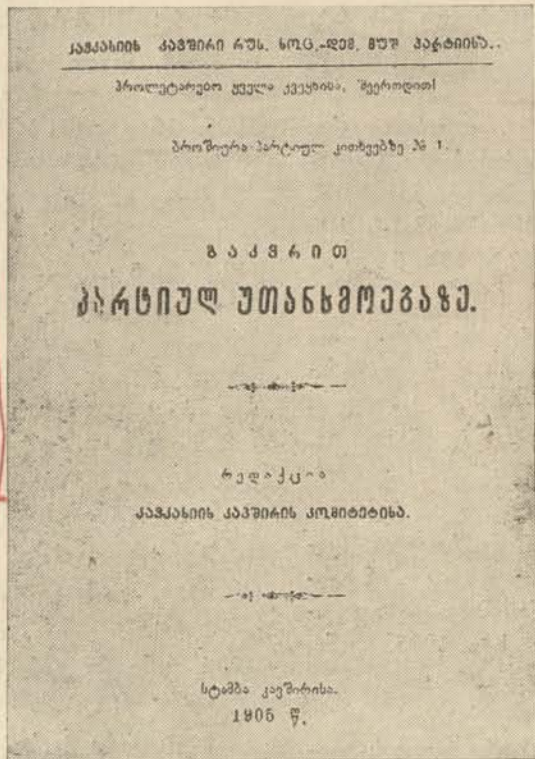 კავკასიის კავშირი რუს. სოც.-დემ. მუშ. პარტიისა..
პროლეტარებო ყველა ქვეყნისა, შეერთდით!
ბროშიურა პარტიულ კითხვებზე № 1.
გაკვრით
პარტიულ უთანხმოებაზე.
რედაქცია
კავკასიის კავშირის კომიტეტისა.
სტამბა კავშირისა.
1905 წ.